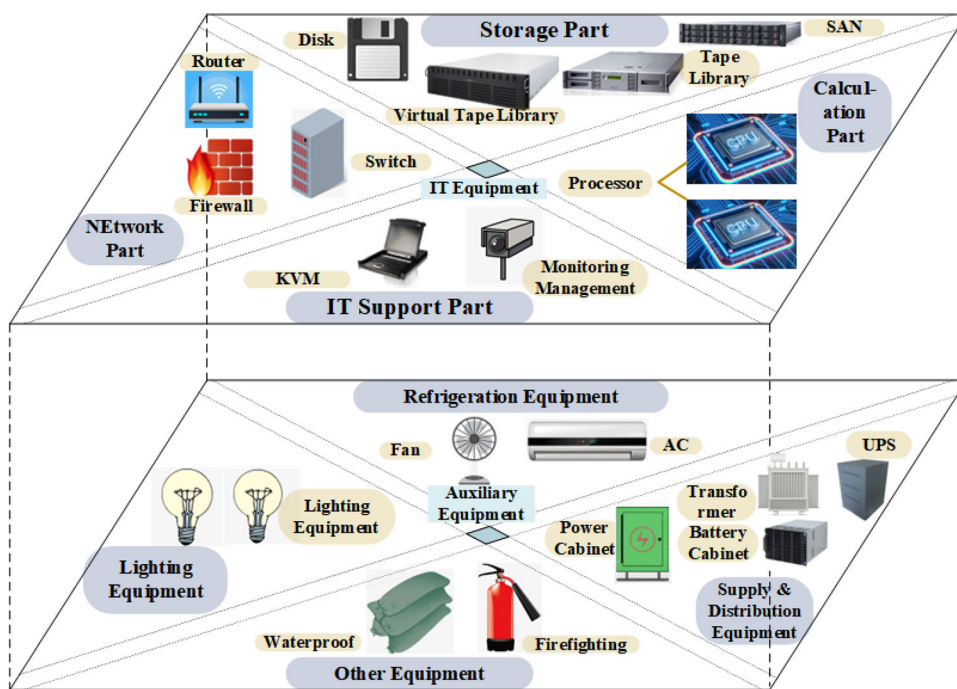 Disk
Storage Part
SAN
Router
Tape
Library
Calcul-
ation
Part
Virtual Tape Library
CPU
Switch
IT Equipment
Processor
Firewall
CPU
NEtwork
Part
KVM
Monitoring
Management
IT Support Part
Refrigeration Equipment
Fan
AC
UPS
Lighting
Equipment
Auxiliary
Equipment
Transfo
rmer
Power
Cabinet
Battery
Cabinet
Lighting
Equipment
Supply &
Distribution
Equipment
Waterproof
Firefighting
Other Equipment